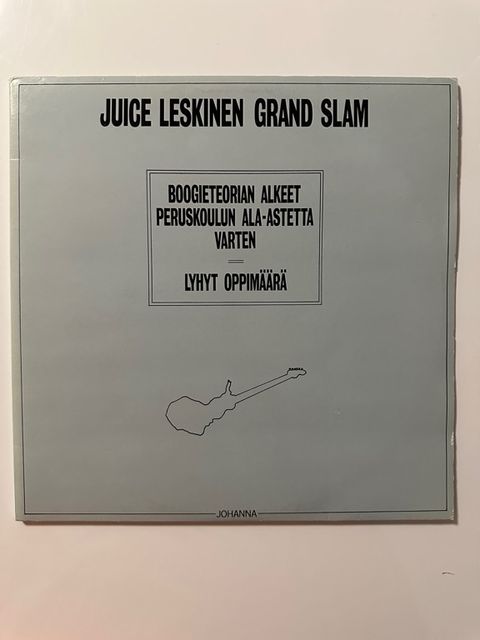 JUICE LESKINEN GRAND SLAM
BOOGIETEORIAN ALKEET
PERUSKOULUN ALA-ASTETTA
VARTEN
LYHYT OPPIMÄÄRÄ
JOHANNA